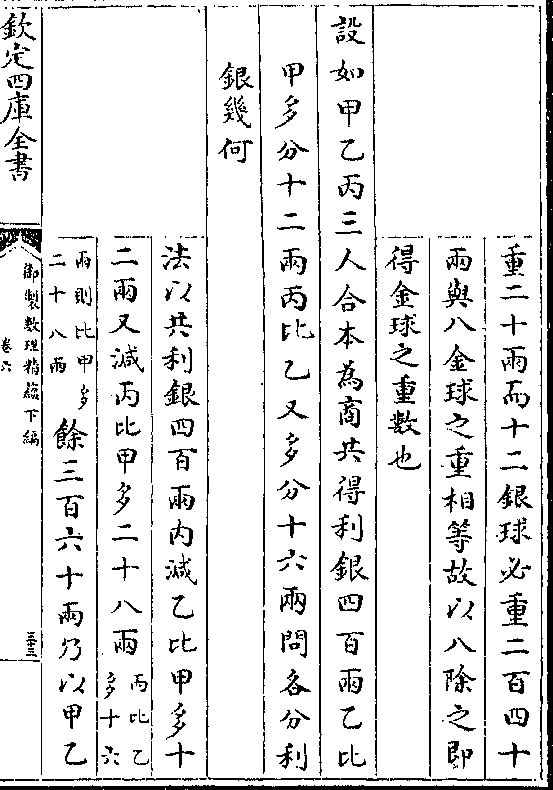 重二十兩而十二銀球必重二百四十
兩與八金球之重相等故以八除之即
得金球之重數也
設如甲乙丙三人合本為商共得利銀四百兩乙比
甲多分十二兩丙比乙又多分十六兩問各分利
銀幾何
法以共利銀四百兩内減乙比甲多十
二兩又減丙比甲多二十八兩丙比乙多十六
兩則比甲多二十八兩餘三百六十兩乃以甲乙
欽定四庫全書
御製數理精蘊下編
卷六
三三